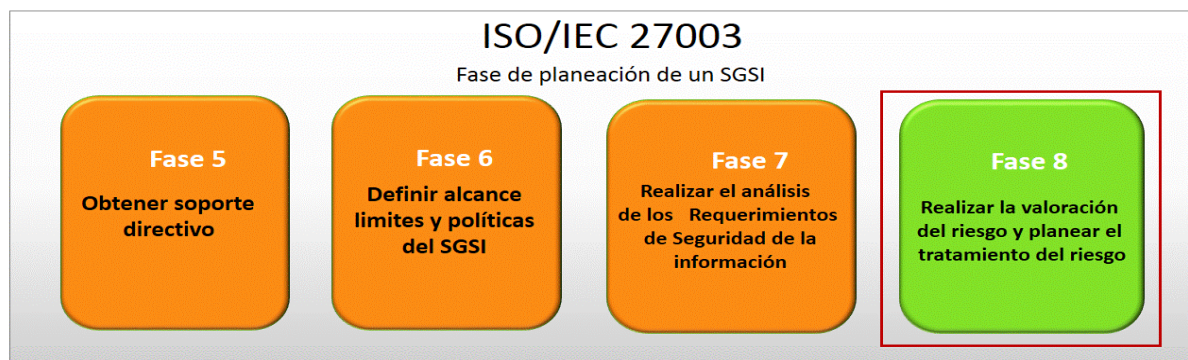 ISO/IEC 27003
Fase de planeación de un SGSI
Fase 5
Obtener soporte
directivo
Fase 6
Definir alcance
limites y políticas
del SGSI
Fase 7
Realizar el análisis
de los Requerimientos
de Seguridad de la
información
Fase 8
Realizar la valoración
del riesgo y planear el
tratamiento del riesgo